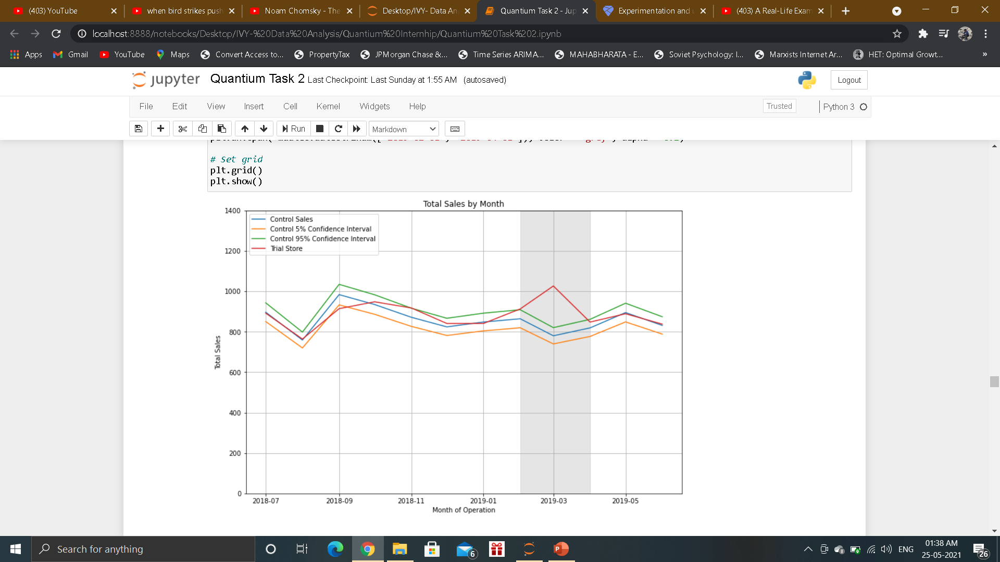 (403) YouTube
when bird strikes push
Noam Chomsky - The
Desktop/IVY- Data An
Quantium Task 2 - Jup
Experimentation and
(403) A Real-Life Exam
localhost:8888/notebooks/Desktop/IVY-%20Data%20Analysis/Quantium%20Internhip/Quantium%20Task%202.ipynb
Apps
Gmail
YouTube
Maps
Convert Access to...
PropertyTax
JPMorgan Chase &...
Time Series ARIMA...
MAHABHARATA - E...
Soviet Psychology: I...
Marxists Internet Ar...
HET: Optimal Growt...
»
jupyter Quantium Task 2 Last Checkpoint: Last Sunday at 1:55 AM (autosaved)
Logout
File Edit View Insert Cell Kernel Widgets Help
Trusted
Python 3
Run
Markdown
# Set grid
plt.grid()
plt.show()
Total Sales by Month
Control Sales
Control 5% Confidence Interval
Control 95% Confidence Interval
Trial Store
1400
1200
1000
800
600
400
200
0
Total Sales
2018-07 2018-09 2018-11 2019-01 2019-03 2019-05
Month of Operation
Search for anything
6
P
ENG
01:38 AM
25-05-2021
26